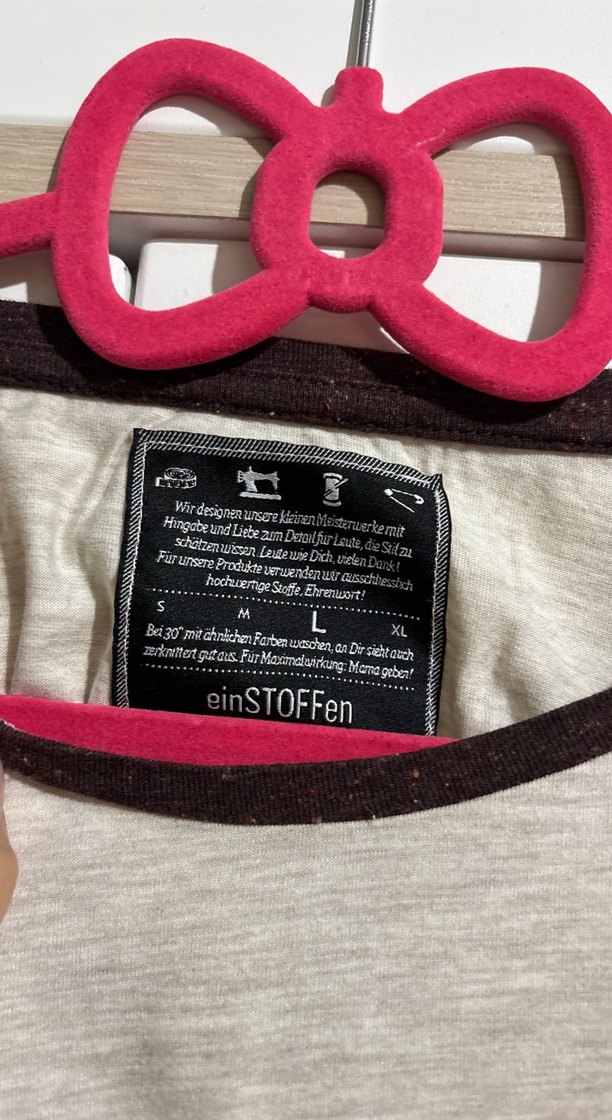 Wir designen unsere kleinen Meisterwerke mit
Hingabe und Liebe zum Detail für Leute, die Stil zu
schätzen wissen. Leute wie Dich, vielen Dank!
Für unsere Produkte verwenden wir ausschliesslich
hochwertige Stoffe, Ehrenwort!
S M L XL
Bei 30° mit ähnlichen Farben waschen, an Dir sieht auch
zerknittert gut aus. Für Maximalwirkung: Mama geben!
einSTOFFen